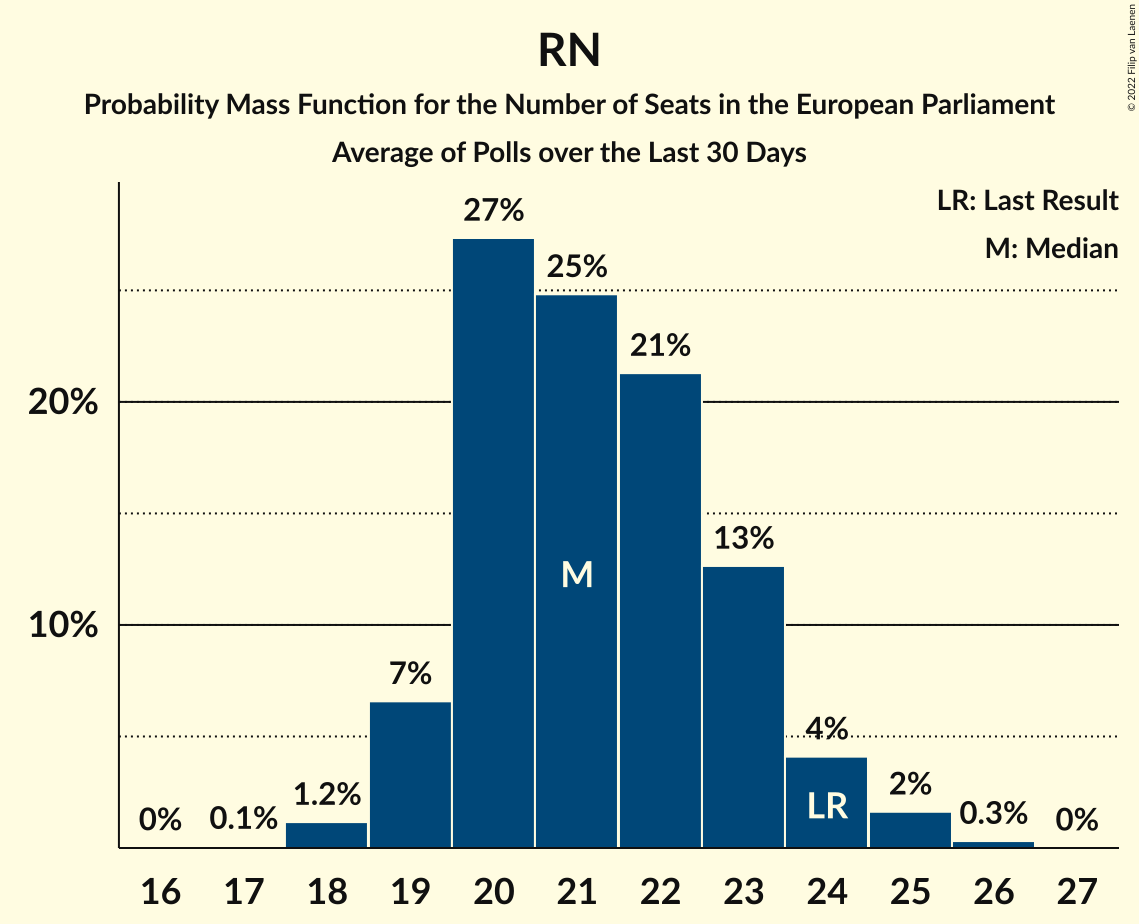 RN
Probability Mass Function for the Number of Seats in the European Parliament
Average of Polls over the Last 30 Days
© 2022 Filip van Laenen
LR: Last Result
M: Median
27%
25%
21%
20%
13%
M
10%
7%
4%
LR
2%
1.2%
0.3%
0%
0.1%
0%
16 17 18 19 20 21 22 23 24 25 26 27